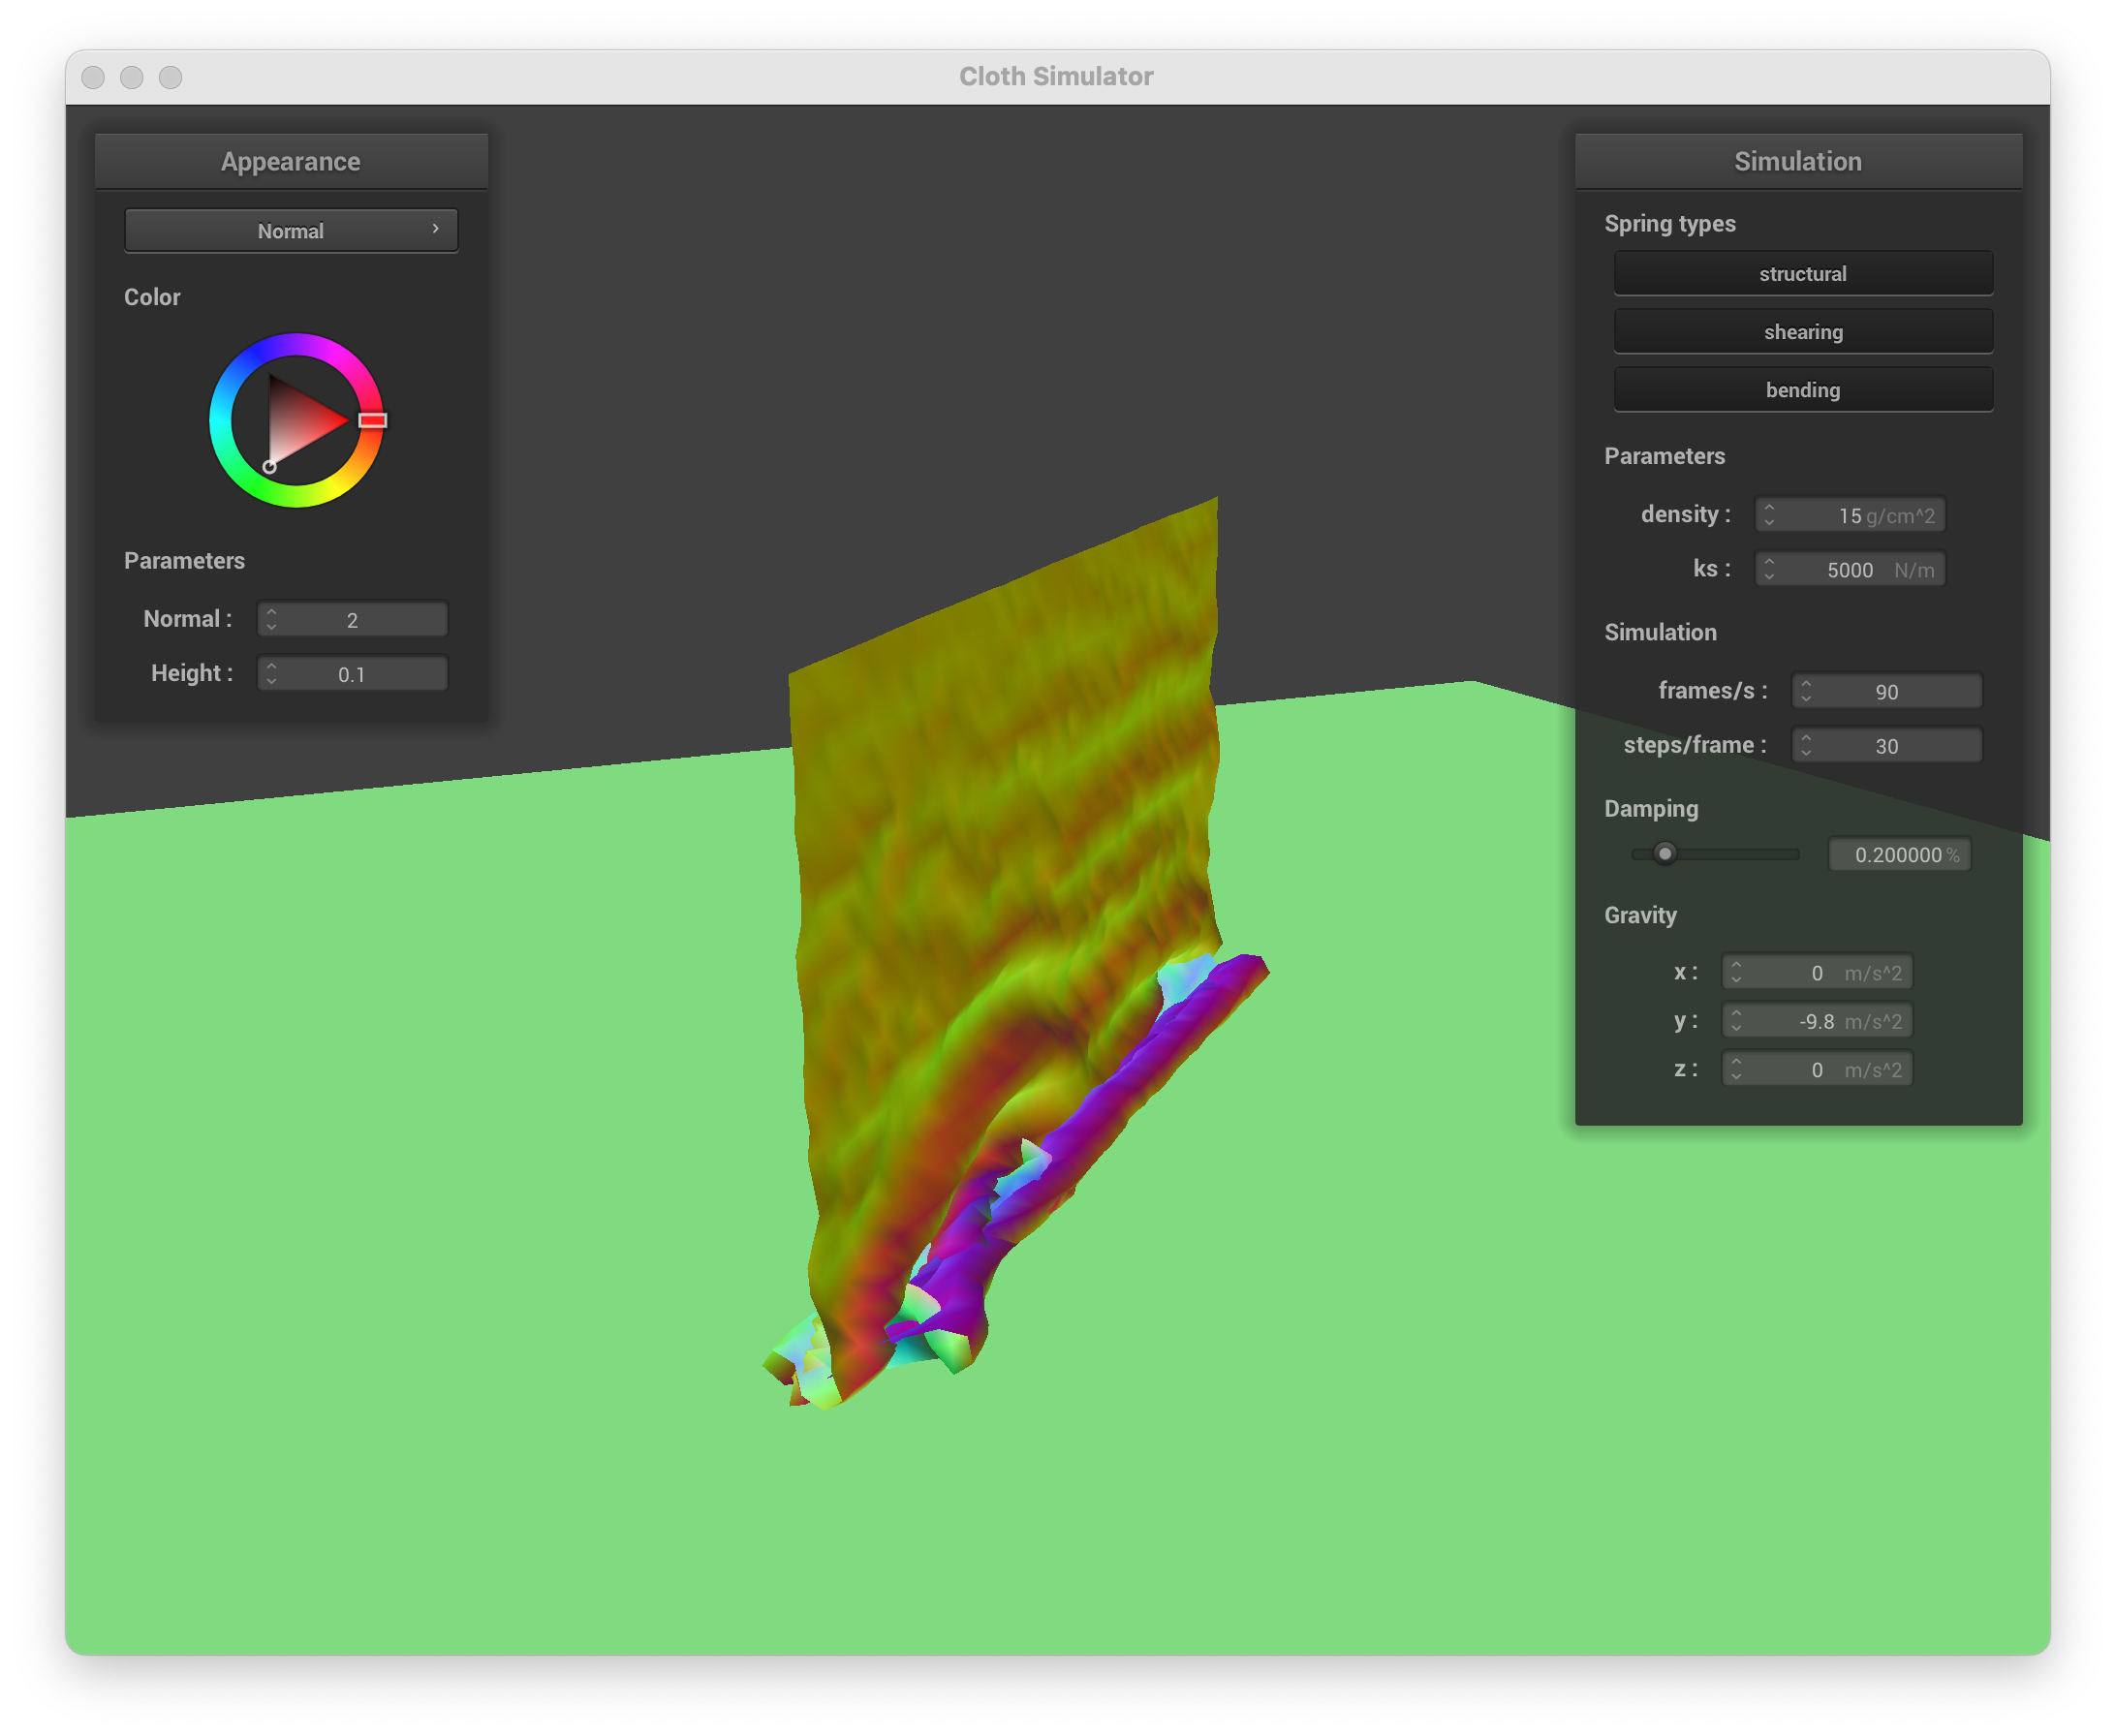 Cloth Simulator
Appearance
Normal
Color
Parameters
Normal : 2
Height : 0.1
Simulation
Spring types
structural
shearing
bending
Parameters
density : 15 g/cm^2
ks : 5000 N/m
Simulation
frames/s : 90
steps/frame : 30
Damping
0.200000 %
Gravity
x : 0 m/s^2
y : -9.8 m/s^2
z : 0 m/s^2